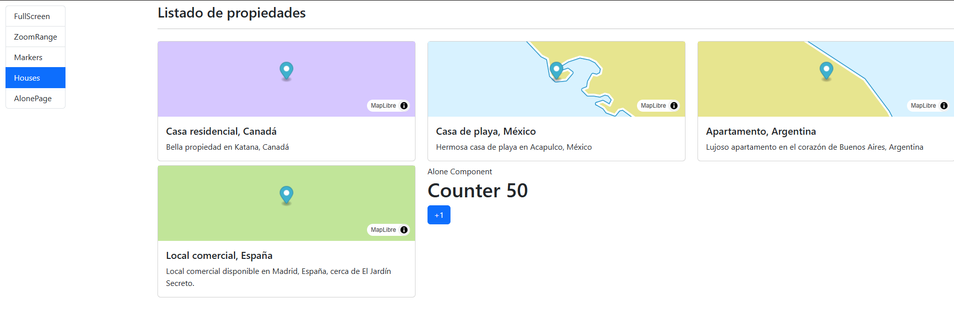 FullScreen
ZoomRange
Markers
Houses
AlonePage
Listado de propiedades
MapLibre
Casa residencial, Canadá
Bella propiedad en Katana, Canadá
MapLibre
Casa de playa, México
Hermosa casa de playa en Acapulco, México
MapLibre
Apartamento, Argentina
Lujoso apartamento en el corazón de Buenos Aires, Argentina
MapLibre
Local comercial, España
Local comercial disponible en Madrid, España, cerca de El Jardín
Secreto.
Alone Component
Counter 50
+1